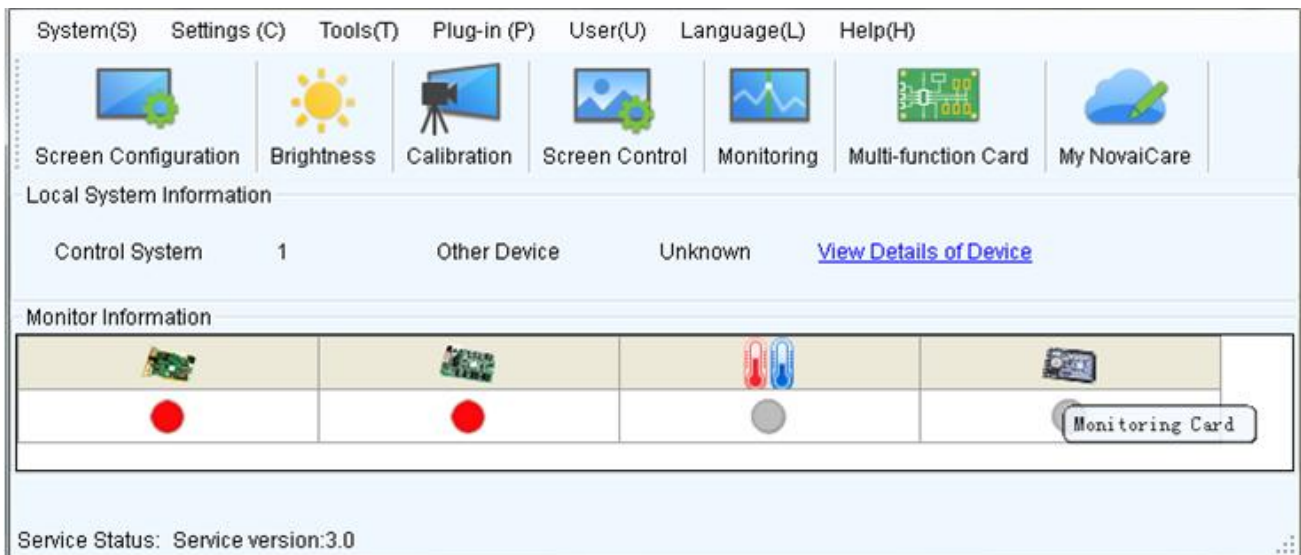 System(S) Settings (C) Tools(T) Plug-in (P) User(U) Language(L) Help(H)
Screen Configuration Brightness Calibration Screen Control Monitoring Multi-function Card My NovaiCare
Local System Information
Control System 1 Other Device Unknown View Details of Device
Monitor Information
Monitoring Card
Service Status: Service version:3.0